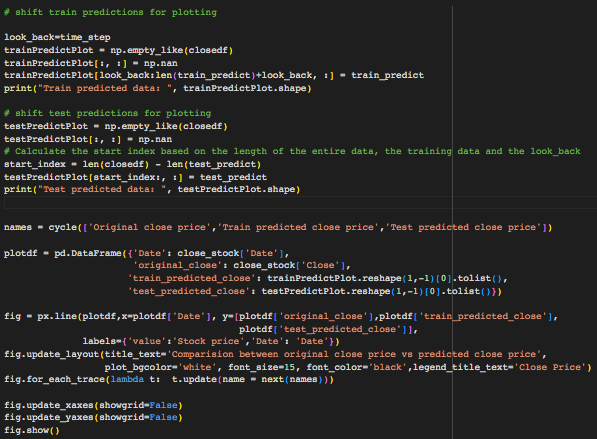 # shift train predictions for plotting
look_back=time_step
trainPredictPlot = np.empty_like(closedf)
trainPredictPlot[:, :] = np.nan
trainPredictPlot[look_back:len(train_predict)+look_back, :] = train_predict
print("Train predicted data: ", trainPredictPlot.shape)
# shift test predictions for plotting
testPredictPlot = np.empty_like(closedf)
testPredictPlot[:, :] = np.nan
# Calculate the start index based on the length of the entire data, the training data and the look_back
start_index = len(closedf) - len(test_predict)
testPredictPlot[start_index:, :] = test_predict
print("Test predicted data: ", testPredictPlot.shape)
names = cycle(['Original close price','Train predicted close price','Test predicted close price'])
plotdf = pd.DataFrame({'Date': close_stock['Date'],
'original_close': close_stock['Close'],
'train_predicted_close': trainPredictPlot.reshape(1,-1)[0].tolist(),
'test_predicted_close': testPredictPlot.reshape(1,-1)[0].tolist()})
fig = px.line(plotdf,x=plotdf['Date'], y=[plotdf['original_close'],plotdf['train_predicted_close'],
plotdf['test_predicted_close']],
labels={'value':'Stock price','Date': 'Date'})
fig.update_layout(title_text='Comparision between original close price vs predicted close price',
plot_bgcolor='white', font_size=15, font_color='black',legend_title_text='Close Price')
fig.for_each_trace(lambda t:  t.update(name = next(names)))
fig.update_xaxes(showgrid=False)
fig.update_yaxes(showgrid=False)
fig.show()